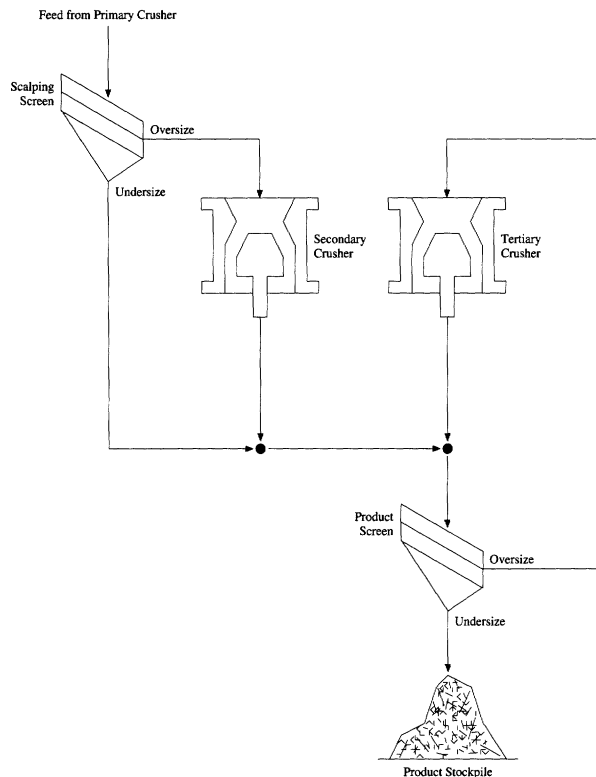 Feed from Primary Crusher
Scalping
Screen
Oversize
Undersize
Secondary
Crusher
Tertiary
Crusher
Product
Screen
Oversize
Undersize
Product Stockpile